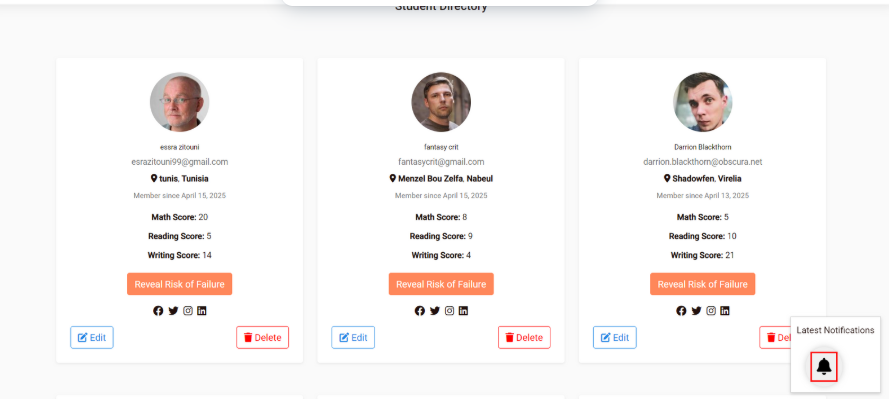 Student Directory
essra zitouni
esrazitouni99@gmail.com
tunis, Tunisia
Member since April 15, 2025
Math Score: 20
Reading Score: 5
Writing Score: 14
Reveal Risk of Failure
Edit
Delete
fantasy crit
fantasycrit@gmail.com
Menzel Bou Zelfa, Nabeul
Member since April 15, 2025
Math Score: 8
Reading Score: 9
Writing Score: 4
Reveal Risk of Failure
Edit
Delete
Darrion Blackthorn
darrion.blackthorn@obscura.net
Shadowfen, Virelia
Member since April 13, 2025
Math Score: 5
Reading Score: 10
Writing Score: 21
Reveal Risk of Failure
Edit
Del
Latest Notifications